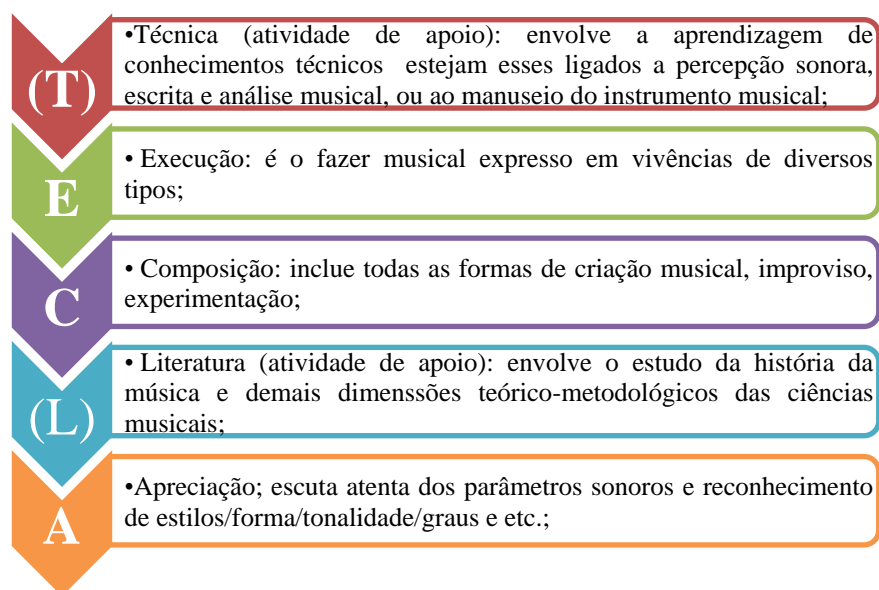 (T)
•Técnica (atividade de apoio): envolve a aprendizagem de
conhecimentos técnicos estejam esses ligados a percepção sonora,
escrita e análise musical, ou ao manuseio do instrumento musical;
E
• Execução: é o fazer musical expresso em vivências de diversos
tipos;
C
• Composição: inclue todas as formas de criação musical, improviso,
experimentação;
(L)
• Literatura (atividade de apoio): envolve o estudo da história da
música e demais dimenssões teórico-metodológicos das ciências
musicais;
A
•Apreciação; escuta atenta dos parâmetros sonoros e reconhecimento
de estilos/forma/tonalidade/graus e etc.;